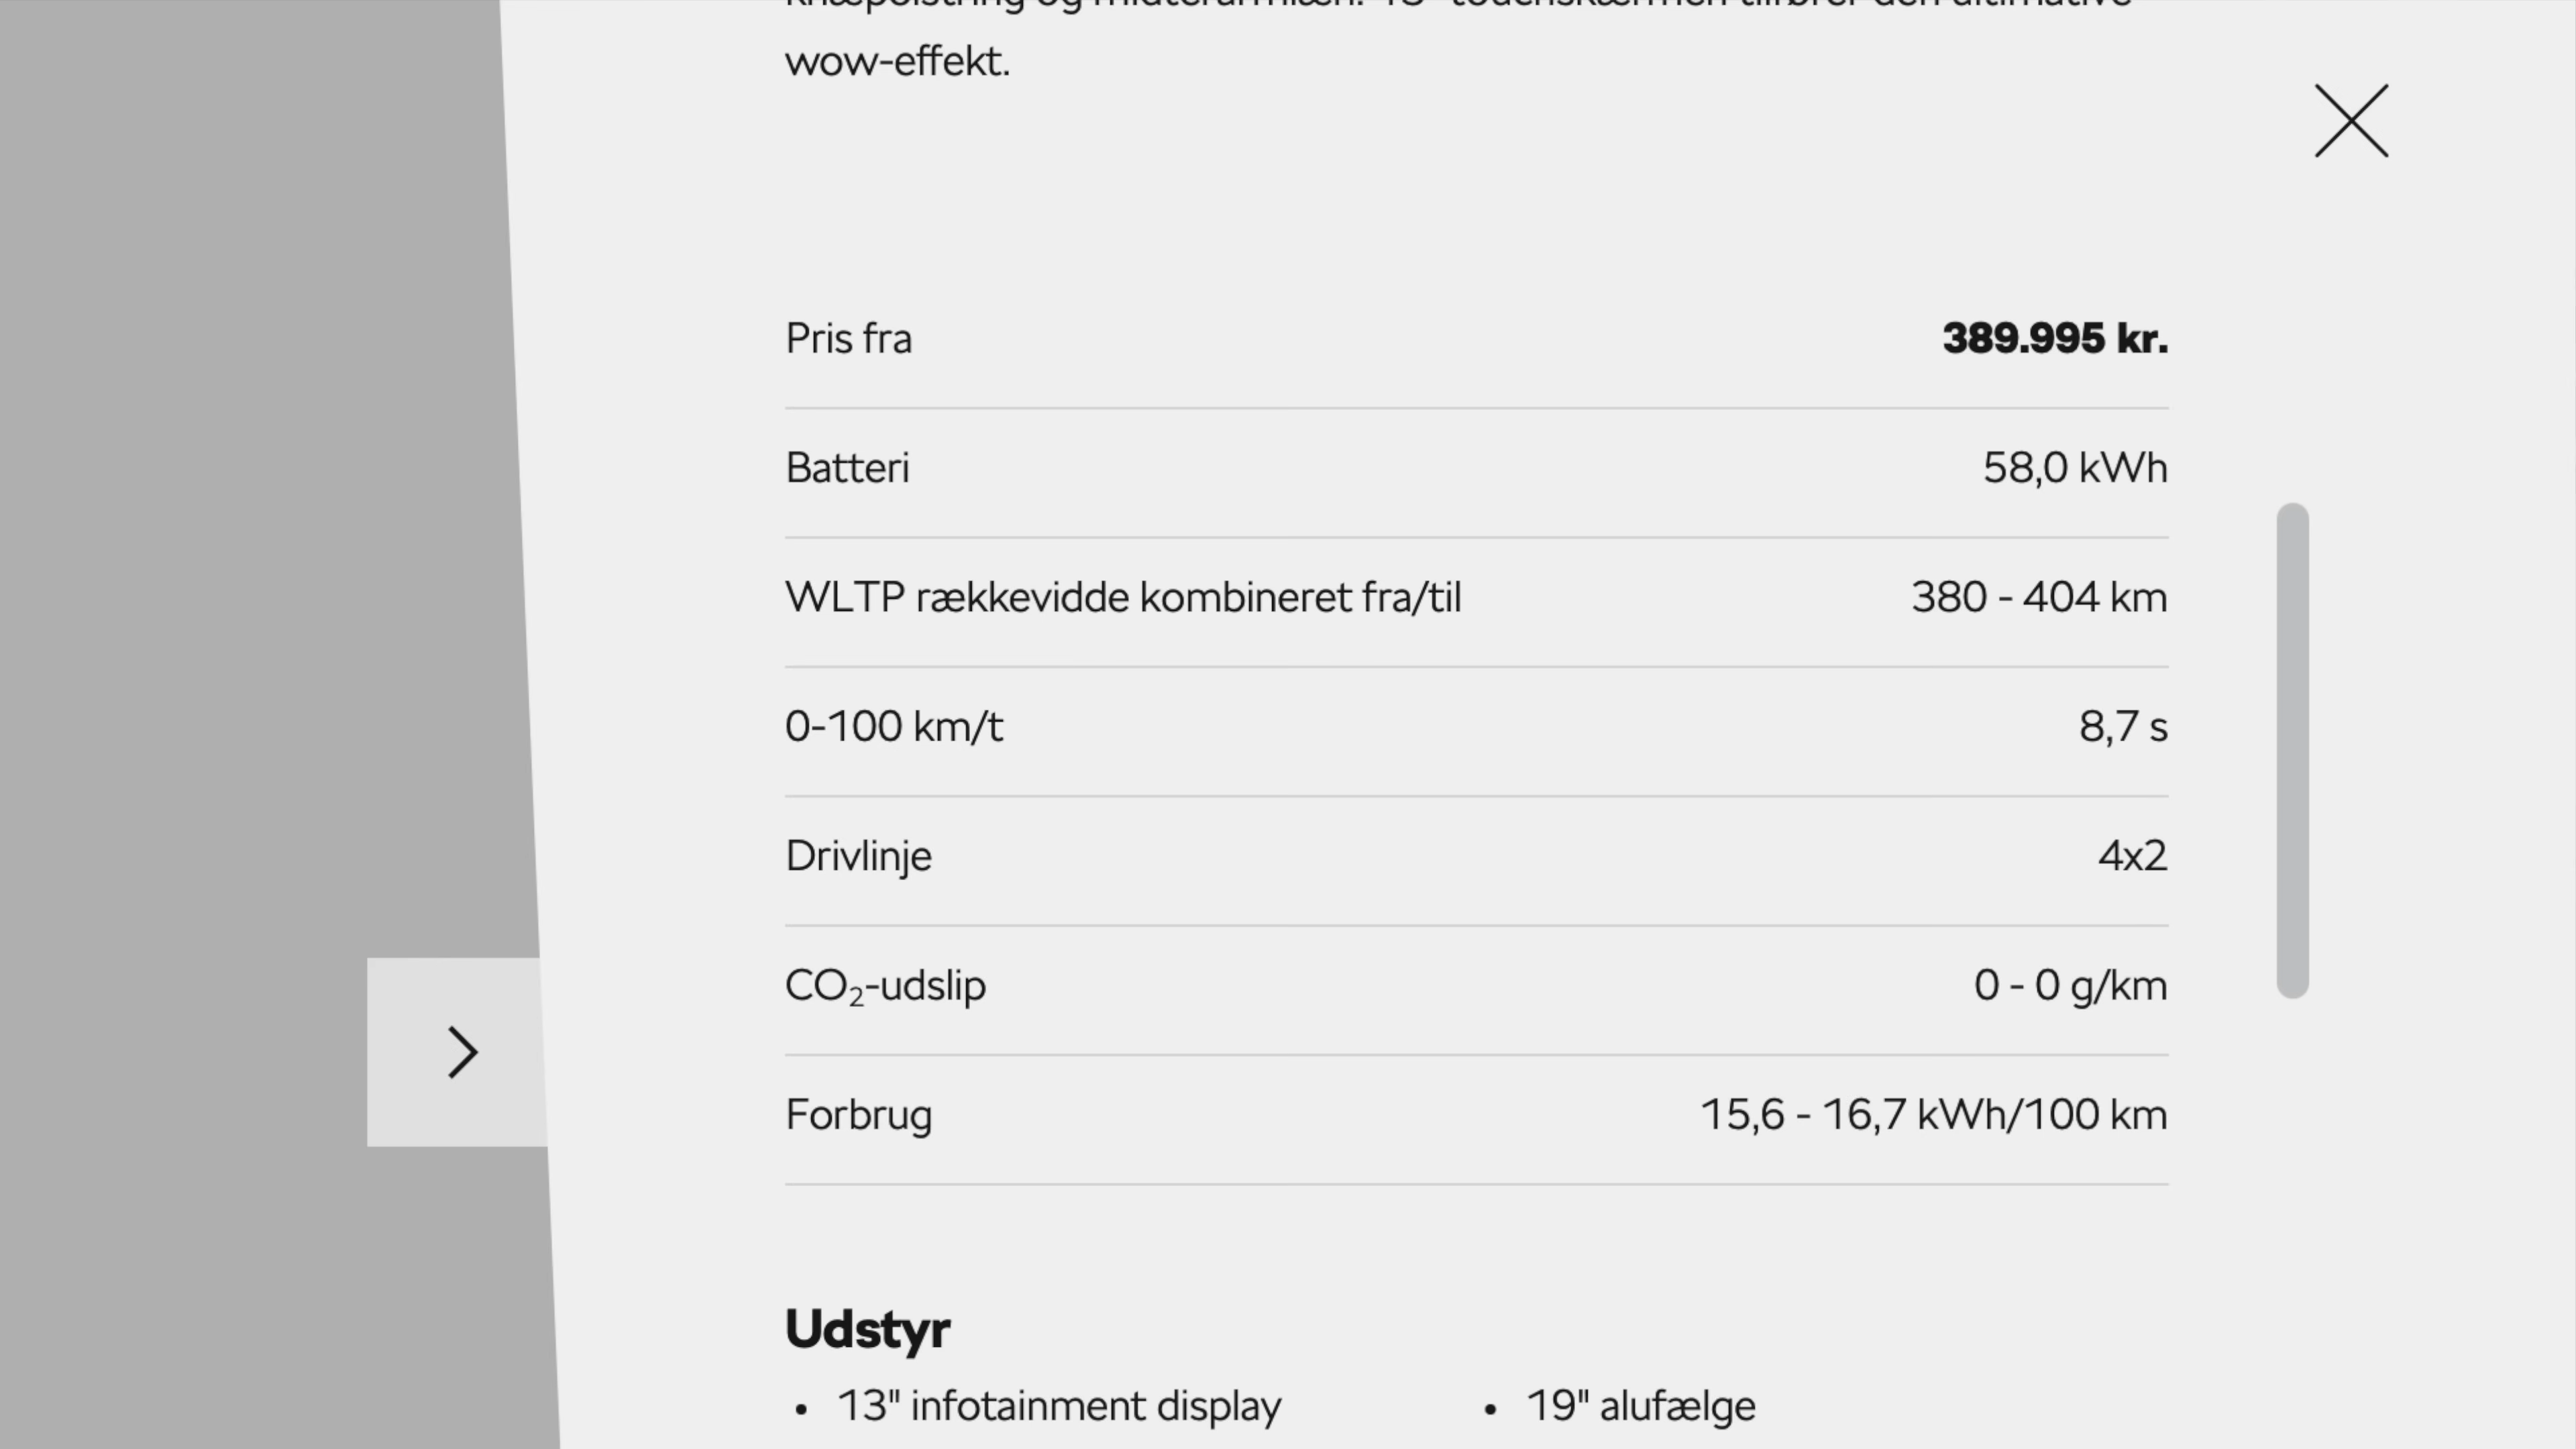 wow-effekt.
Pris fra 389.995 kr.
Batteri 58,0 kWh
WLTP rækkevidde kombineret fra/til 380 - 404 km
0-100 km/t 8,7 s
Drivlinje 4x2
CO₂-udslip 0 - 0 g/km
Forbrug 15,6 - 16,7 kWh/100 km
Udstyr
• 13" infotainment display
• 19" alufælge